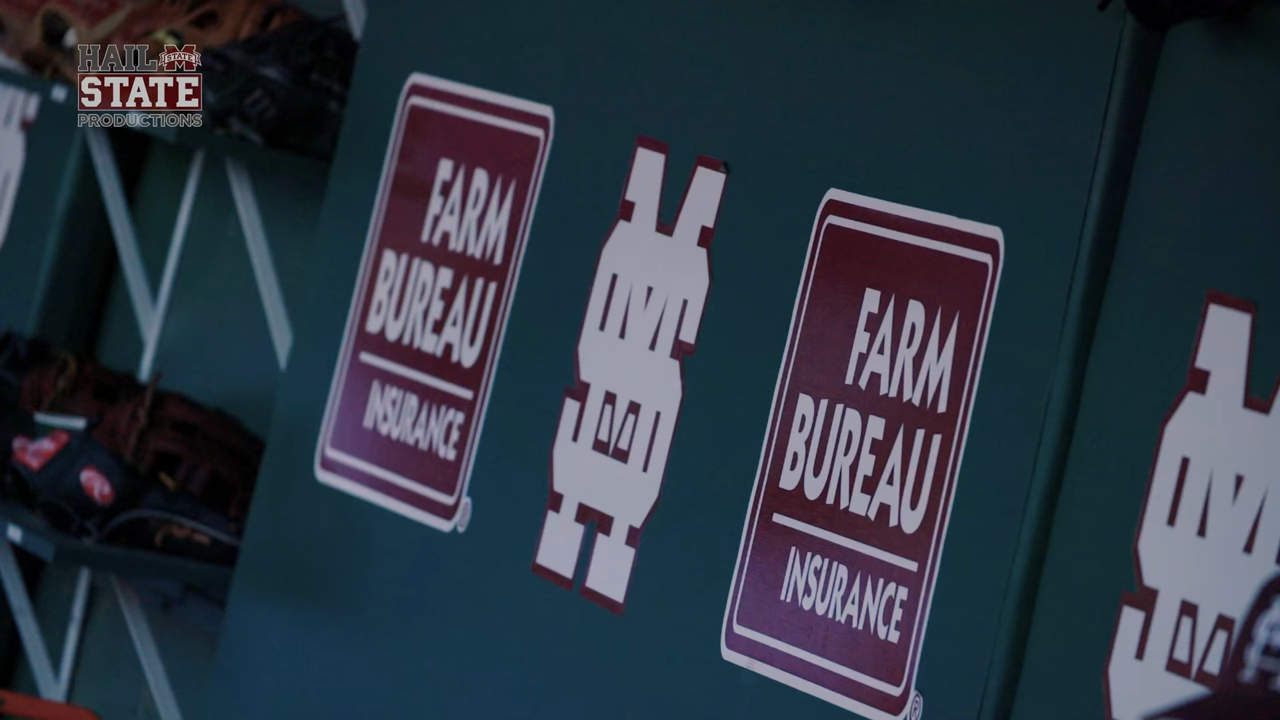 HAIL STATE
STATE
PRODUCTIONS
FARM
BUREAU
INSURANCE
®
FARM
BUREAU
INSURANCE
®